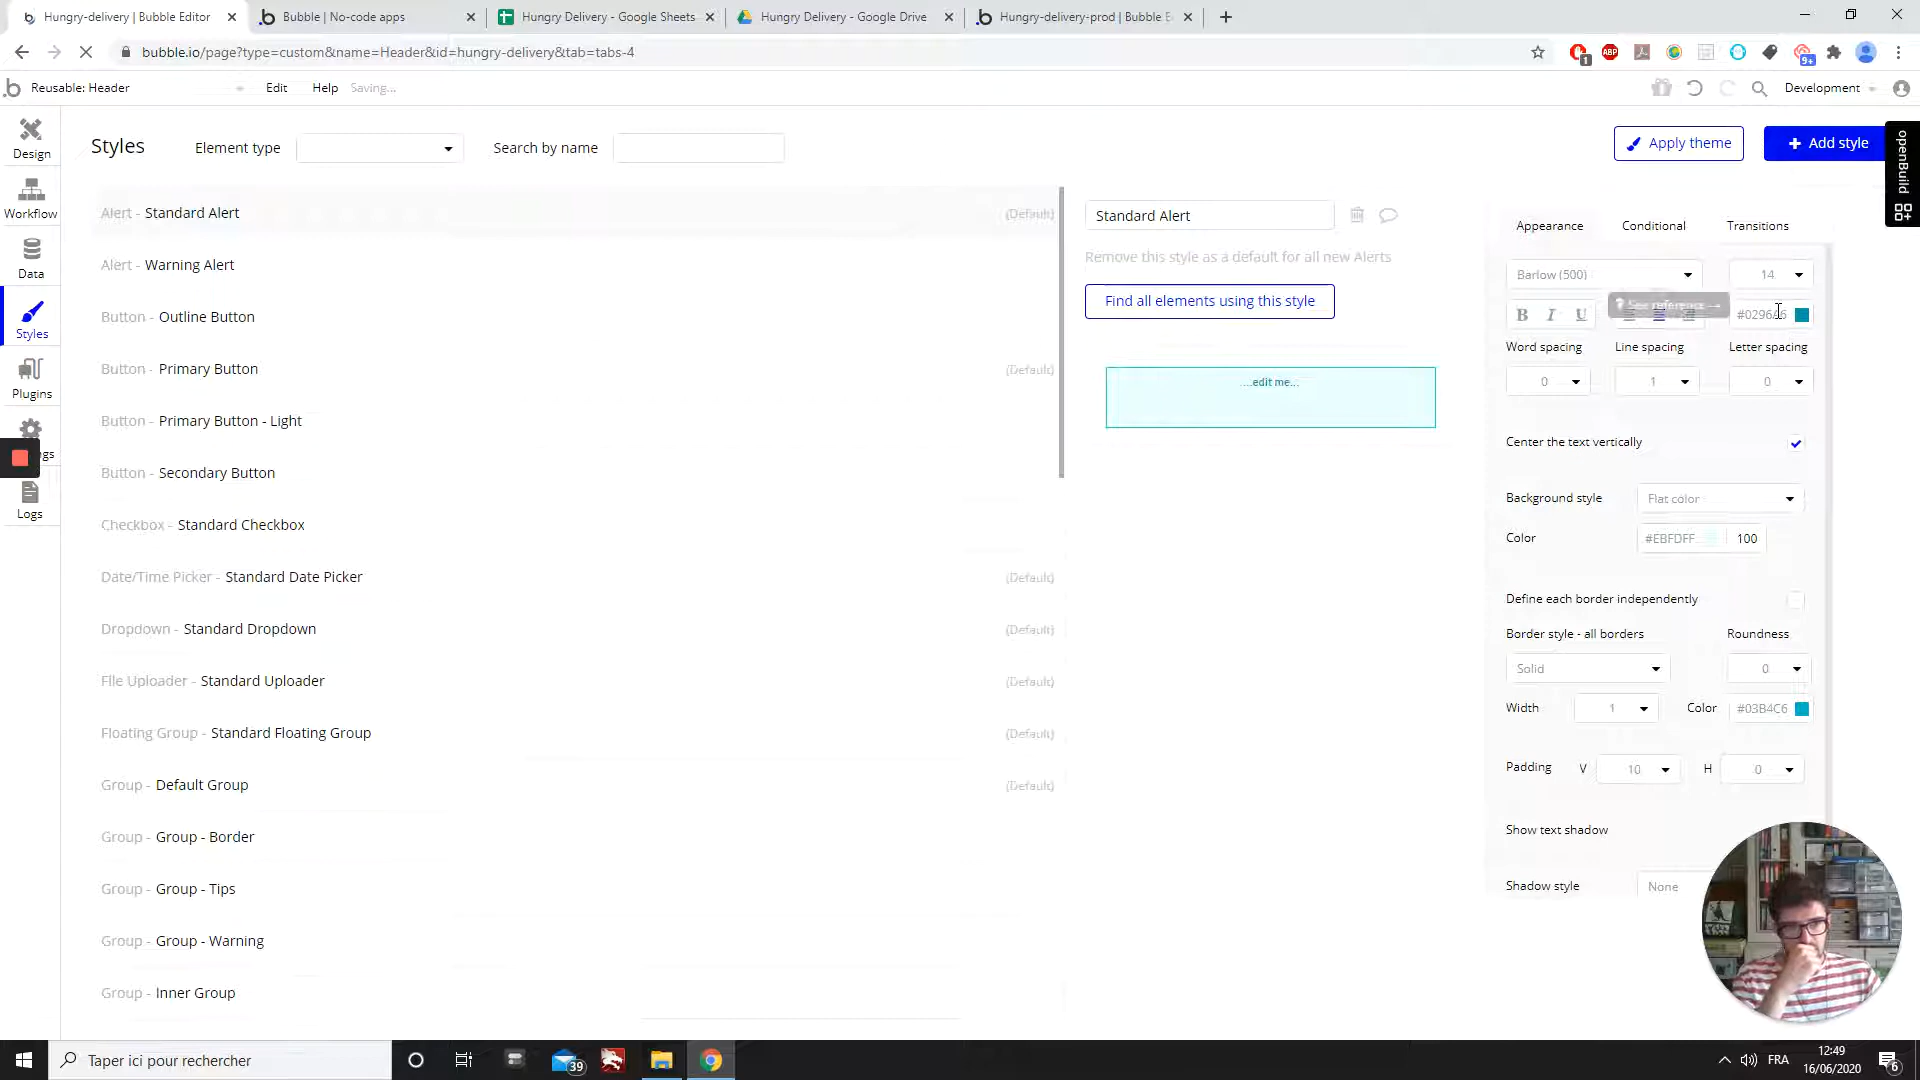 Hungry-delivery | Bubble Editor
Bubble | No-code apps
Hungry Delivery - Google Sheets
Hungry Delivery - Google Drive
Hungry-delivery-prod | Bubble E
bubble.io/page?type=custom&name=Header&id=hungry-delivery&tab=tabs-4
1
ABP
9+
Reusable: Header
Edit
Help
Saving...
Development
Design
Workflow
Data
Styles
Plugins
gs
Logs
Styles
Element type
Search by name
Apply theme
+ Add style
openBuild
Alert - Standard Alert
(Default)
Alert - Warning Alert
Button - Outline Button
Button - Primary Button
(Default)
Button - Primary Button - Light
Button - Secondary Button
Checkbox - Standard Checkbox
Date/Time Picker - Standard Date Picker
(Default)
Dropdown - Standard Dropdown
(Default)
File Uploader - Standard Uploader
(Default)
Floating Group - Standard Floating Group
(Default)
Group - Default Group
(Default)
Group - Group - Border
Group - Group - Tips
Group - Group - Warning
Group - Inner Group
Standard Alert
Remove this style as a default for all new Alerts
Find all elements using this style
....edit me...
Appearance
Conditional
Transitions
Barlow (500)
14
? See reference →
B I U
#0296A6
Word spacing
Line spacing
Letter spacing
0
1
0
Center the text vertically
Background style
Flat color
Color
#EBFDFF
100
Define each border independently
Border style - all borders
Roundness
Solid
0
Width
1
Color
#03B4C6
Padding
V
10
H
0
Show text shadow
Shadow style
None
Taper ici pour rechercher
39
FRA
12:49
16/06/2020
6